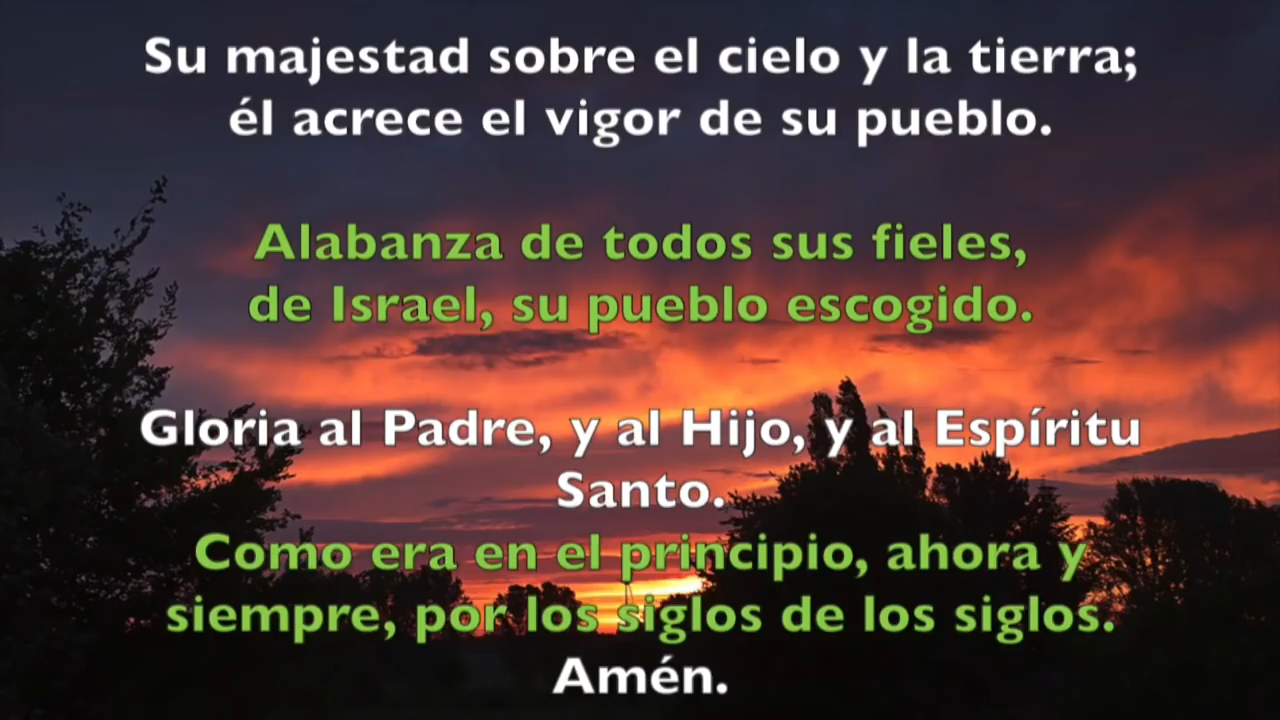 Su majestad sobre el cielo y la tierra;
él acrece el vigor de su pueblo.
Alabanza de todos sus fieles,
de Israel, su pueblo escogido.
Gloria al Padre, y al Hijo, y al Espíritu
Santo.
Como era en el principio, ahora y
siempre, por los siglos de los siglos.
Amén.